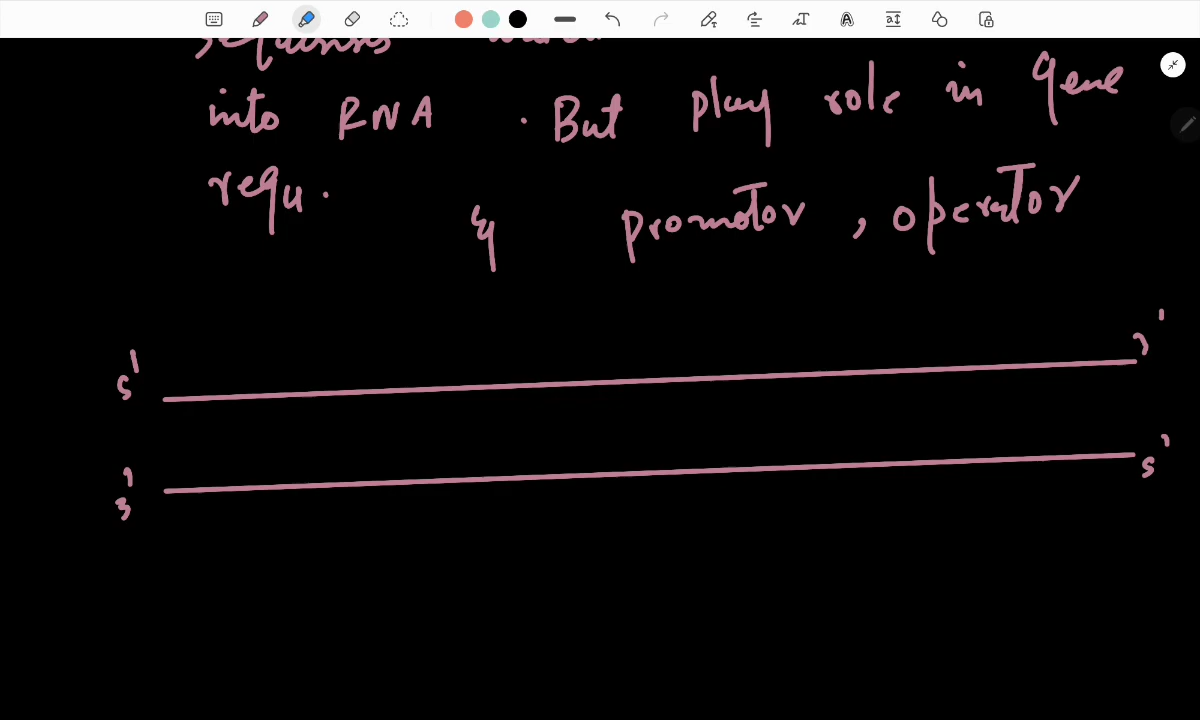 into RNA . But play role in gene
regu .
eg promotor , operator
5' 3'
3' 5'